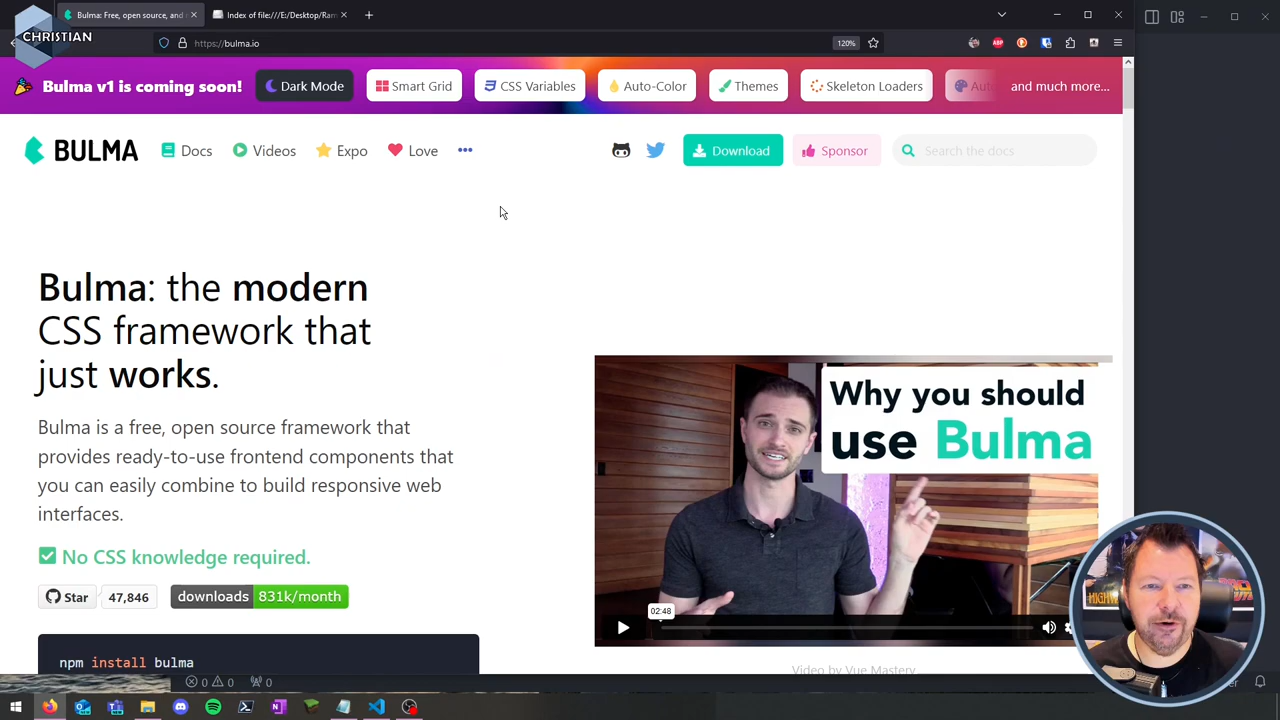 Bulma: Free, open source, and
Index of file:///E:/Desktop/Ram
CHRISTIAN
https://bulma.io
120%
ABP
Bulma v1 is coming soon!
Dark Mode
Smart Grid
CSS Variables
Auto-Color
Themes
Skeleton Loaders
and much more...
BULMA
Docs
Videos
Expo
Love
Download
Sponsor
Search the docs
Bulma: the modern
CSS framework that
just works.
Bulma is a free, open source framework that
provides ready-to-use frontend components that
you can easily combine to build responsive web
interfaces.
No CSS knowledge required.
Star
47,846
downloads 831k/month
npm install bulma
Why you should
use Bulma
02:48
Video by Vue Mastery
0
0
0